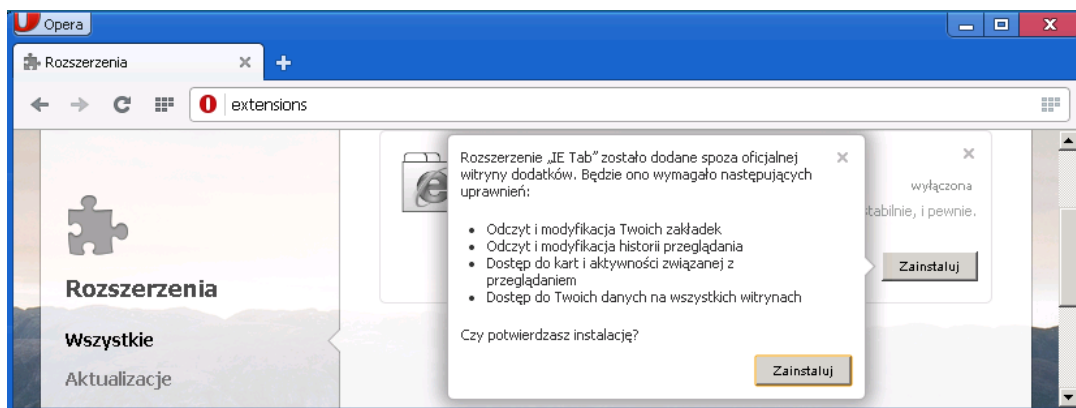 Opera
Rozszerzenia
extensions
Rozszerzenie „IE Tab” zostało dodane spoza oficjalnej
witryny dodatków. Będzie ono wymagało następujących
uprawnień:
• Odczyt i modyfikacja Twoich zakładek
• Odczyt i modyfikacja historii przeglądania
• Dostęp do kart i aktywności związanej z
przeglądaniem
• Dostęp do Twoich danych na wszystkich witrynach
Czy potwierdzasz instalację?
Zainstaluj
wyłączona
stabilnie, i pewnie.
Zainstaluj
Rozszerzenia
Wszystkie
Aktualizacje